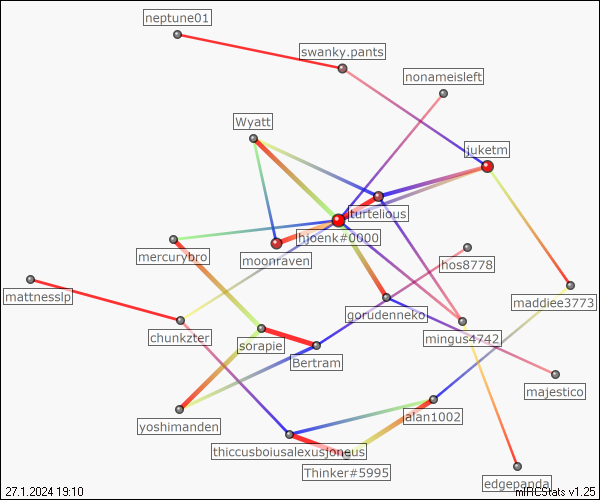 neptune01
swanky.pants
nonameisleft
Wyatt
juketm
turtelious
hjoenk#0000
mercurybro
moonraven
hos8778
mattnesslp
maddiee3773
gorudenneko
chunkzter
mingus4742
sorapie
Bertram
majestico
yoshimanden
alan1002
thiccusboiusalexusjoneus
Thinker#5995
edgepanda
27.1.2024 19:10
mIRCStats v1.25